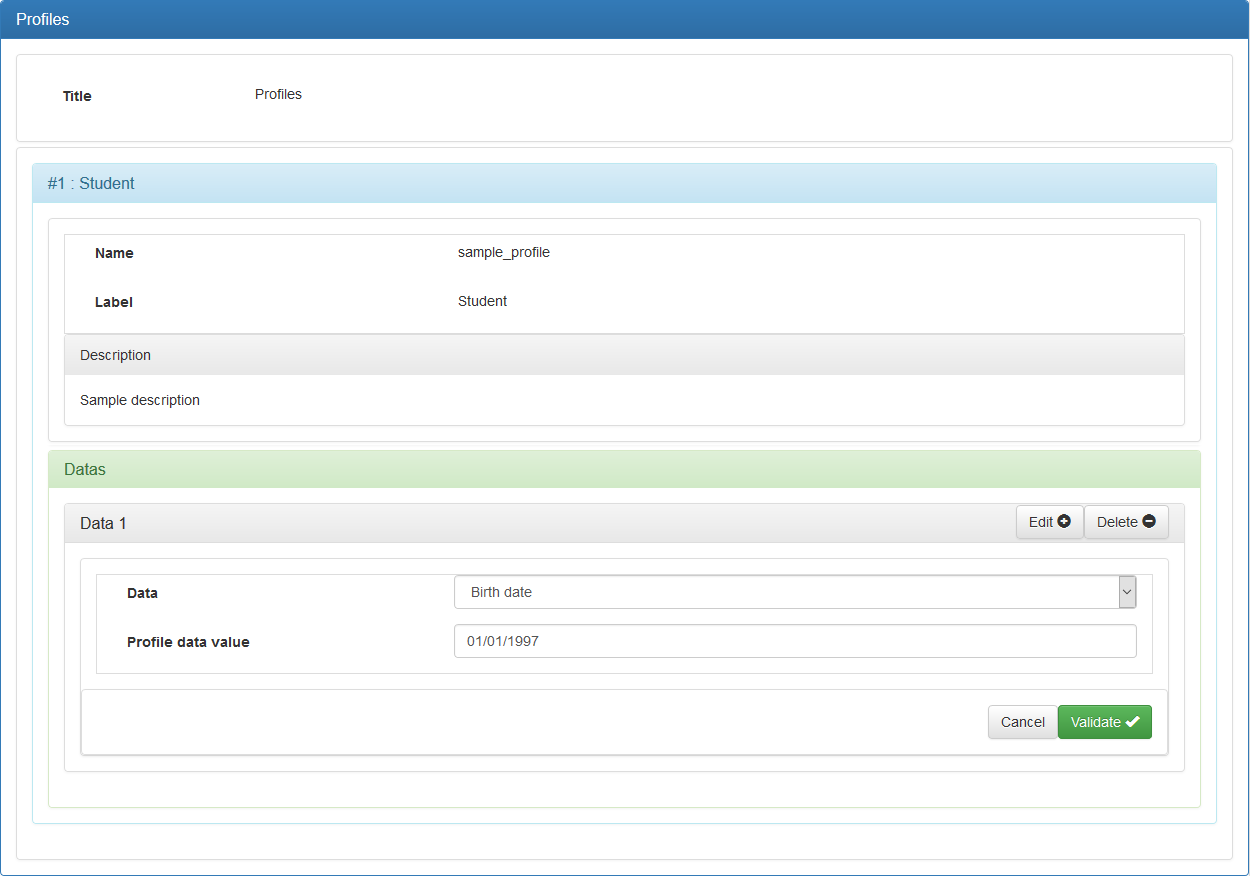 Profiles
Title Profiles
#1 : Student
Name sample_profile
Label Student
Description
Sample description
Datas
Data 1 Edit Delete
Data Birth date
Profile data value 01/01/1997
Cancel Validate